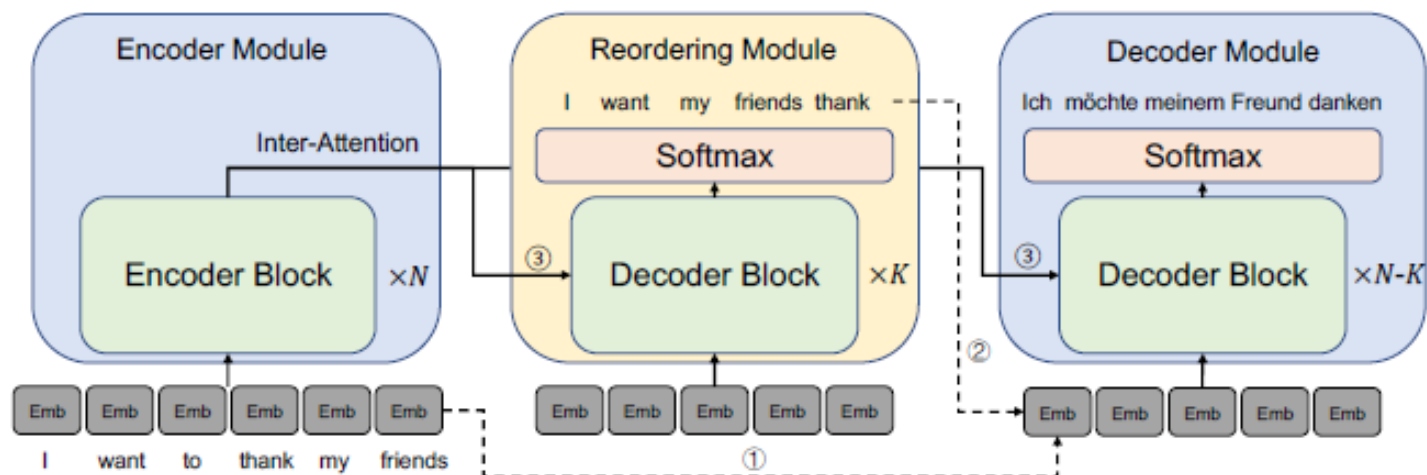 Encoder Module
Inter-Attention
Encoder Block
×N
Emb Emb Emb Emb Emb Emb
I want to thank my friends
Reordering Module
I want my friends thank
Softmax
③
Decoder Block
×K
Emb Emb Emb Emb Emb
①
②
Decoder Module
Ich möchte meinem Freund danken
Softmax
③
Decoder Block
×N-K
Emb Emb Emb Emb Emb